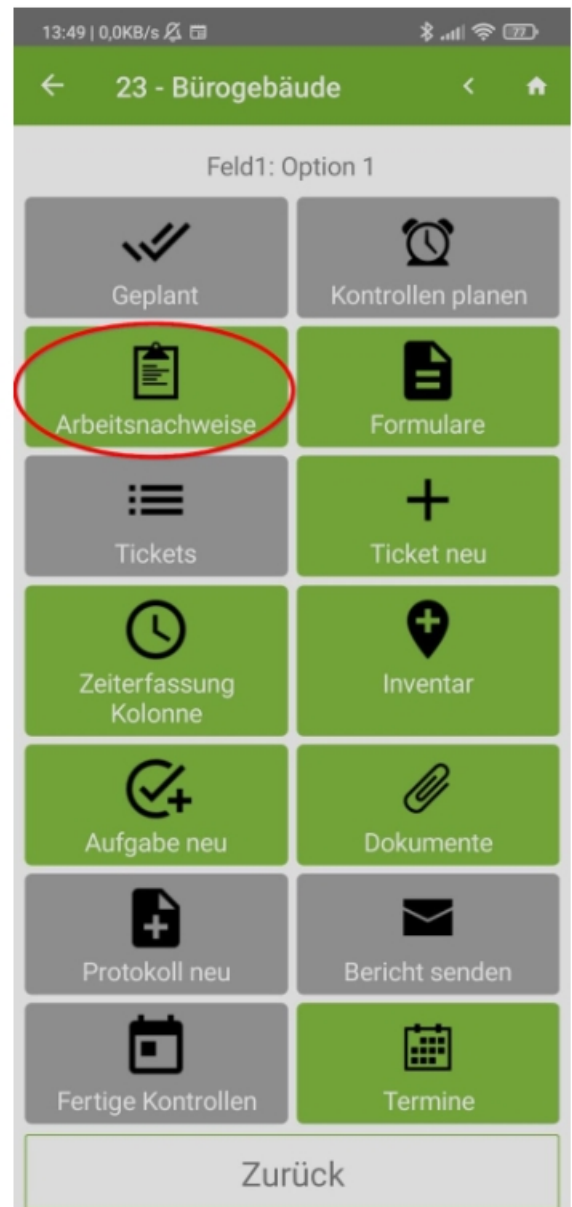 13:49 | 0,0KB/s
77
23 - Bürogebäude
Feld1: Option 1
Geplant
Kontrollen planen
Arbeitsnachweise
Formulare
Tickets
Ticket neu
Zeiterfassung
Kolonne
Inventar
Aufgabe neu
Dokumente
Protokoll neu
Bericht senden
Fertige Kontrollen
Termine
Zurück